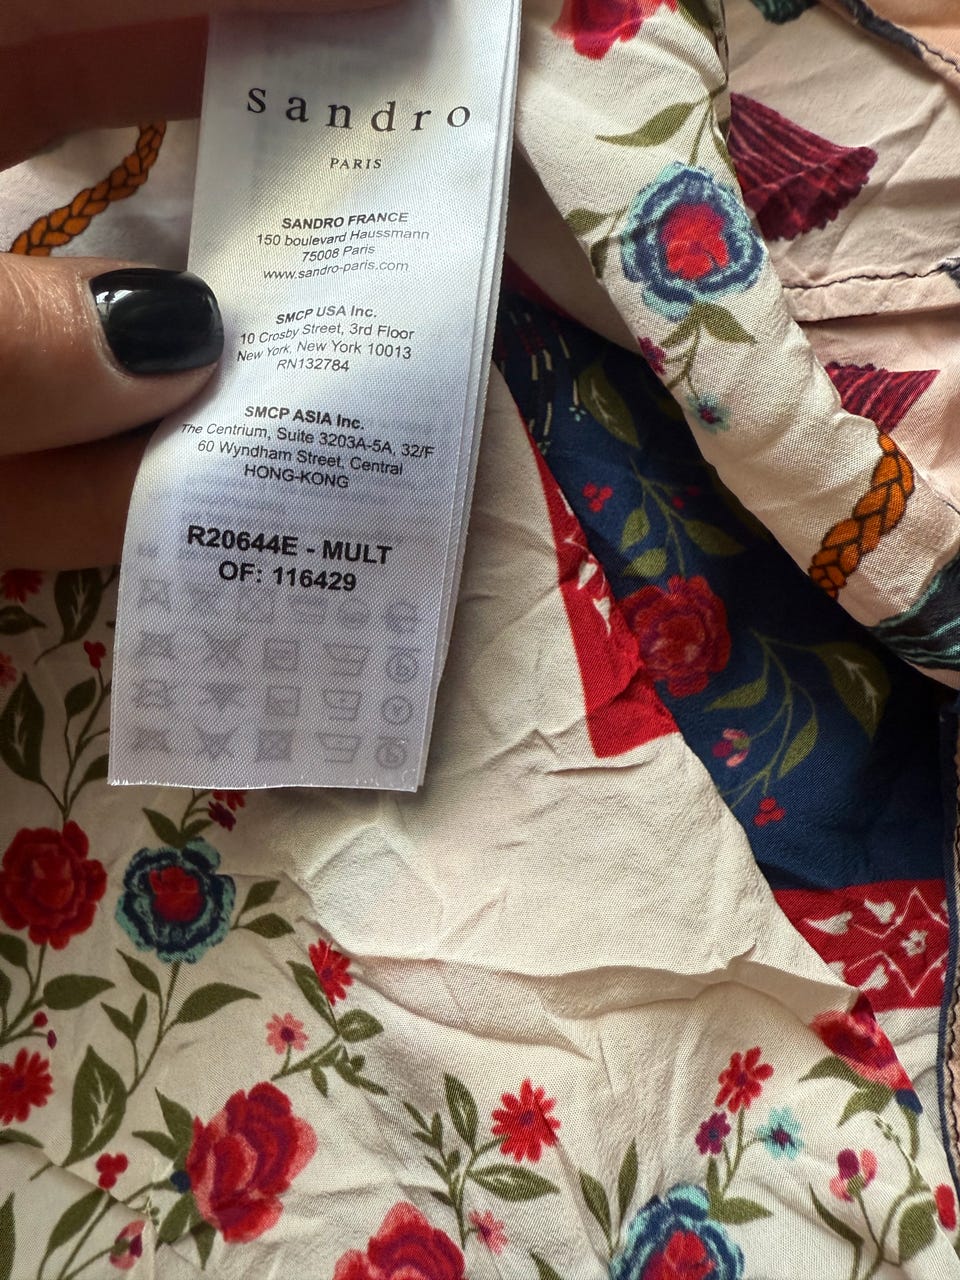 sandro
PARIS
SANDRO FRANCE
150 boulevard Haussmann
75008 Paris
www.sandro-paris.com
SMCP USA Inc.
10 Crosby Street, 3rd Floor
New York, New York 10013
RN132784
SMCP ASIA Inc.
The Centrium, Suite 3203A-5A, 32/F
60 Wyndham Street, Central
HONG-KONG
R20644E - MULT
OF: 116429